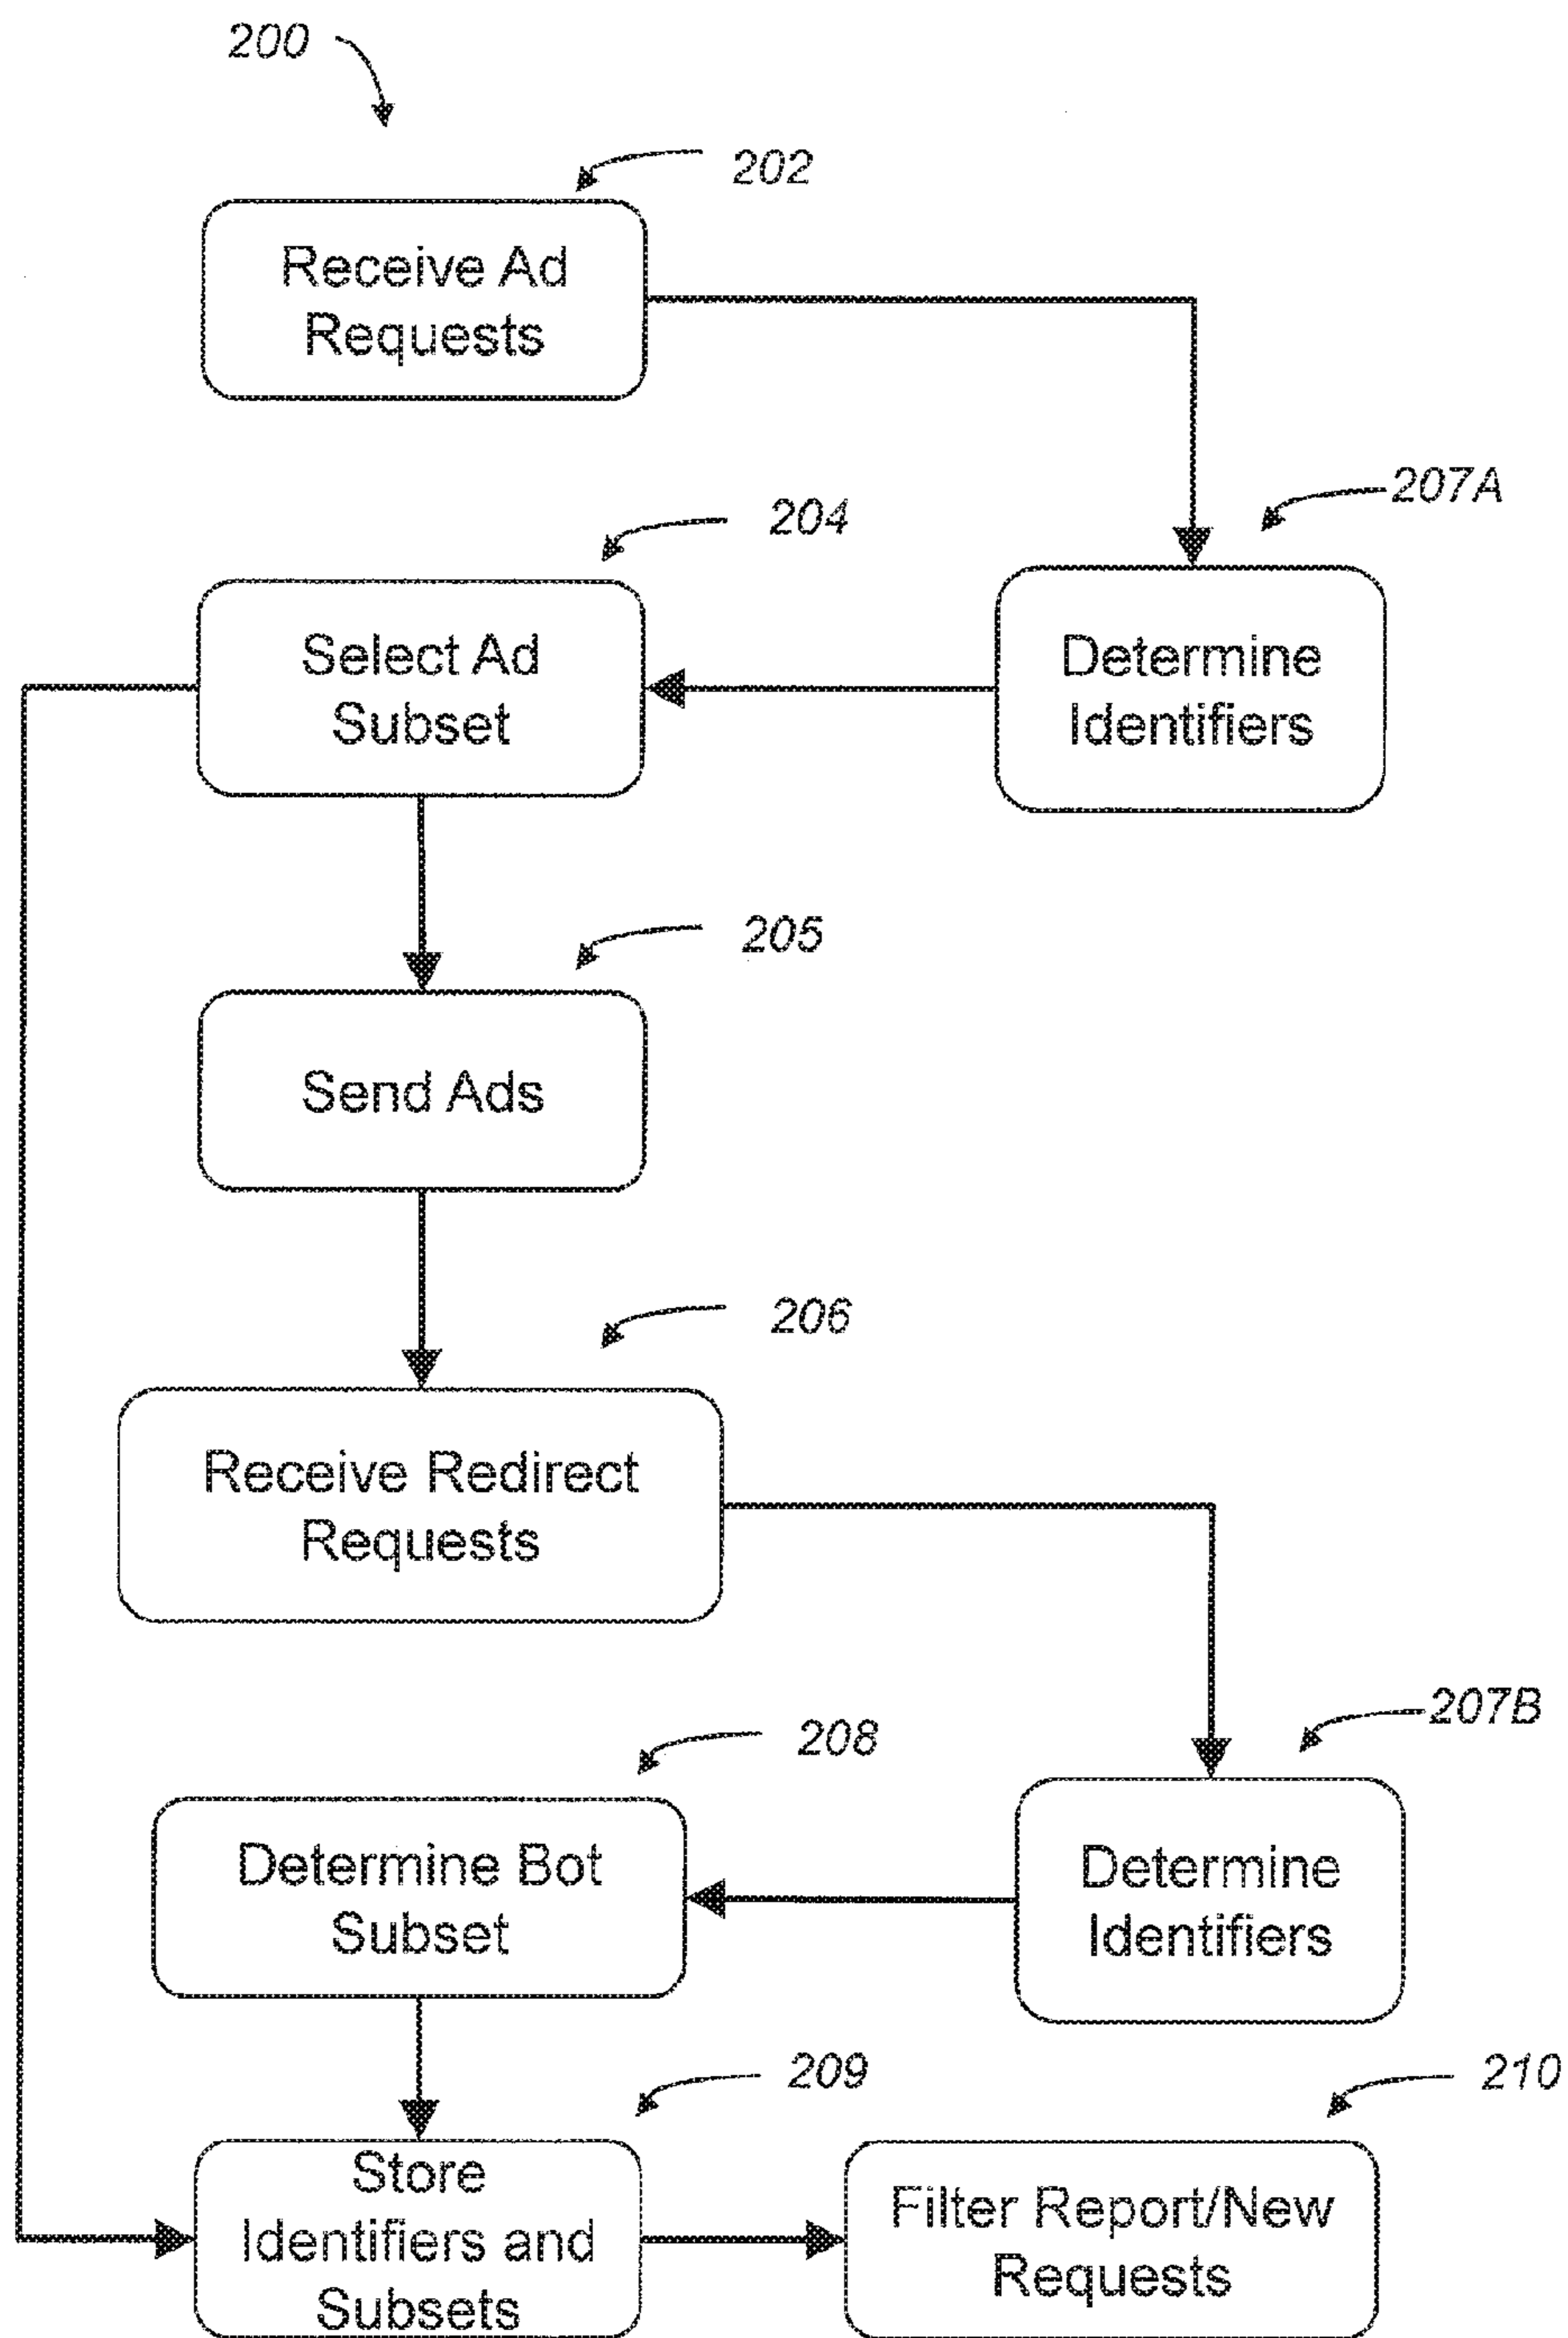 200
202
Receive Ad
Requests
207A
204
Select Ad
Subset
Determine
Identifiers
205
Send Ads
206
Receive Redirect
Requests
207B
208
Determine Bot
Subset
Determine
Identifiers
209
210
Store
Identifiers and
Subsets
Filter Report/New
Requests